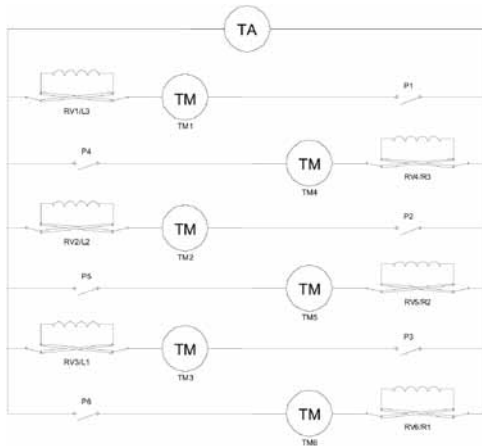 TA
P1
TM
RV1/L3
TM1
P4
TM
RV4/R3
TM4
P2
TM
RV2/L2
TM2
P5
TM
RV5/R2
TM5
P3
TM
RV3/L1
TM3
P6
TM
RV6/R1
TM6